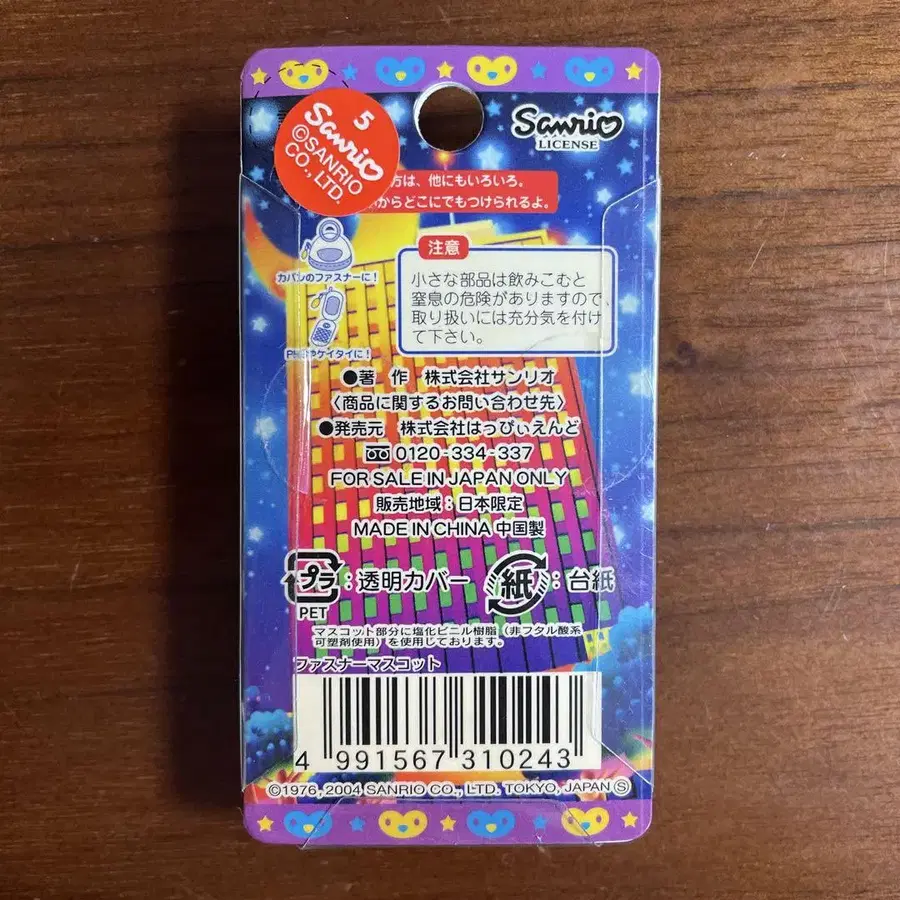 5
Sanrio
©SANRIO
CO., LTD.
Sanrio
LICENSE
方は、他にもいろいろ。
からどこにでもつけられるよ。
カバンのファスナーに!
ケイタイに!
注意
小さな部品は飲みこむと
窒息の危険がありますので、
取り扱いには充分気を付け
て下さい。
●著 作 株式会社サンリオ
〈商品に関するお問い合わせ先〉
●発売元 株式会社はっぴぃえんど
0120-334-337
FOR SALE IN JAPAN ONLY
販売地域:日本限定
MADE IN CHINA 中国製
プラ:透明カバー 紙:台紙
PET
マスコット部分に塩化ビニル樹脂(非フタル酸系
可塑剤使用)を使用しております。
ファスナーマスコット
4 991567 310243
©1976, 2004 SANRIO CO., LTD. TOKYO, JAPAN Ⓢ